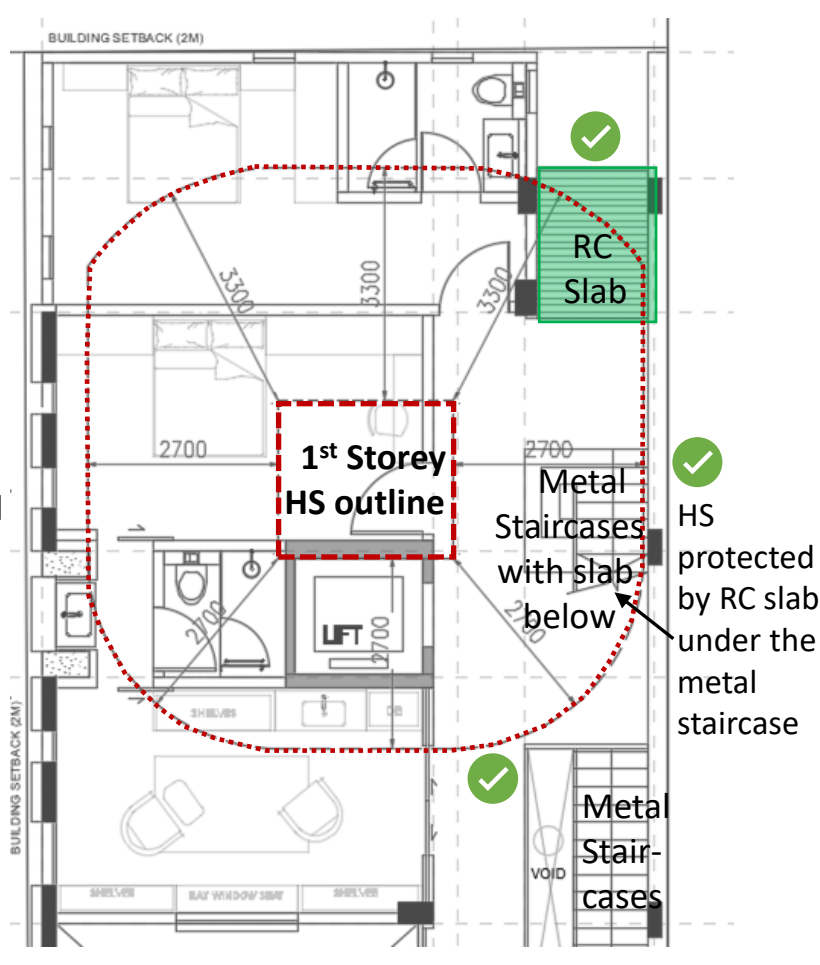 BUILDING SETBACK (2M)
RC
Slab
3300
3300
3300
1st Storey
HS outline
2700
2700
Metal
Staircases
with slab
below
HS
protected
by RC slab
under the
metal
staircase
2700
LIFT
2700
2700
SHELVES
DB
BUILDING SETBACK (2M)
Metal
Stair-
cases
VOID
SHELVES
BAY WINDOW SEAT
SHELVES